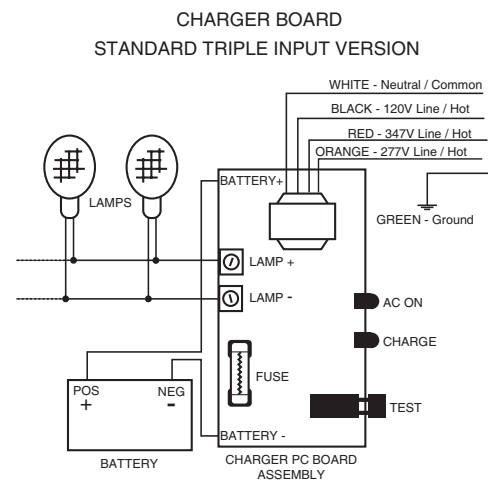 CHARGER BOARD
STANDARD TRIPLE INPUT VERSION
WHITE - Neutral / Common
BLACK - 120V Line / Hot
RED - 347V Line / Hot
ORANGE - 277V Line / Hot
BATTERY+
LAMPS
GREEN - Ground
LAMP +
LAMP -
AC ON
CHARGE
FUSE
POS
NEG
+
-
TEST
BATTERY -
BATTERY
CHARGER PC BOARD
ASSEMBLY